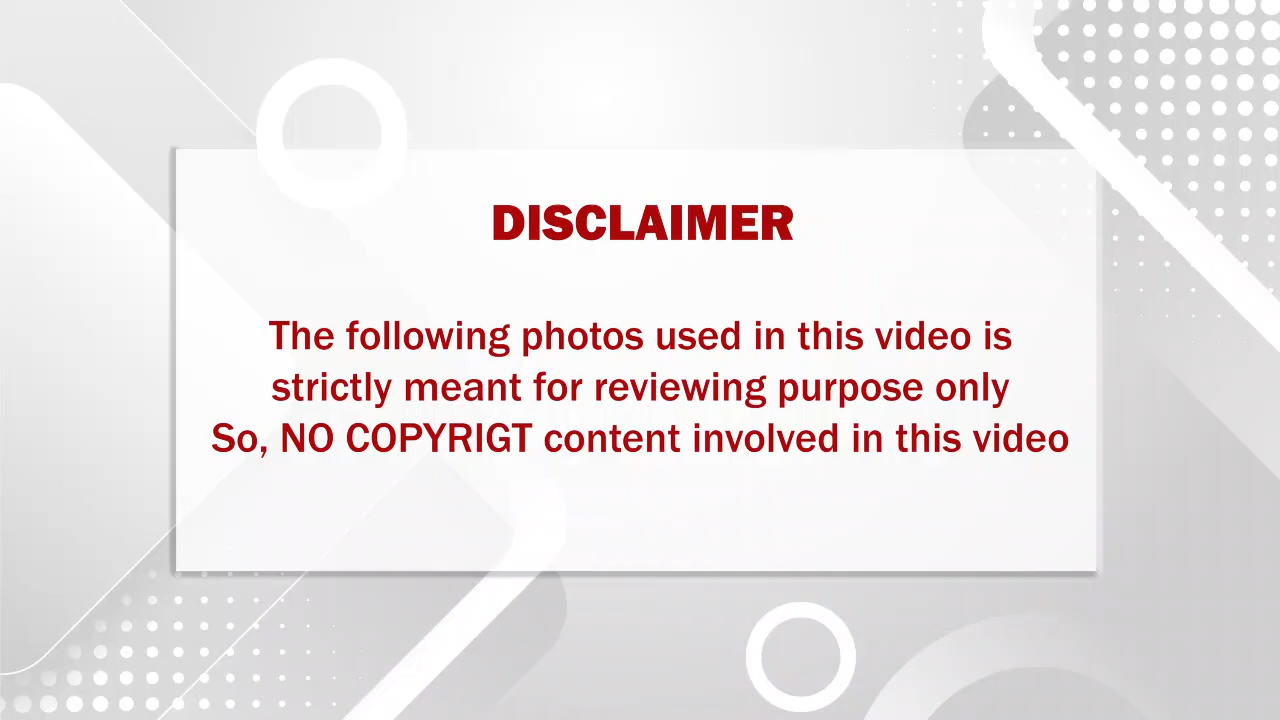 DISCLAIMER
The following photos used in this video is
strictly meant for reviewing purpose only
So, NO COPYRIGT content involved in this video